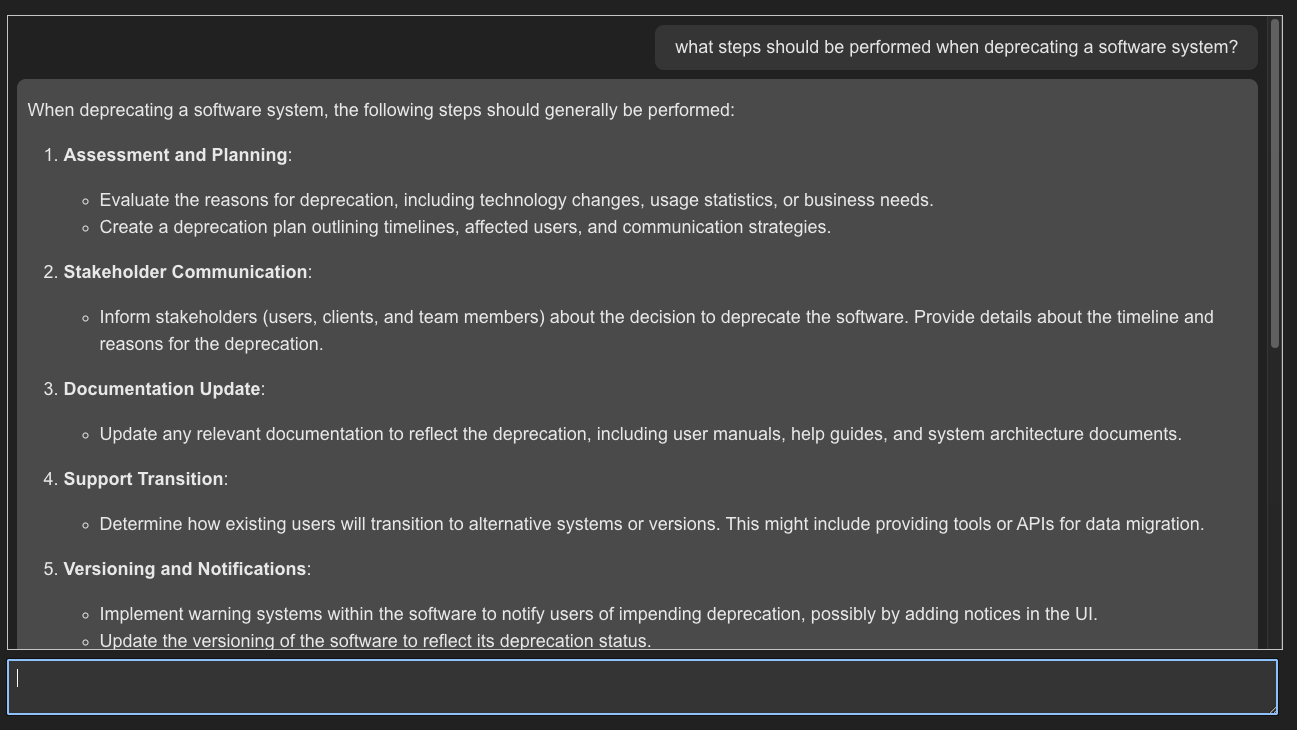 what steps should be performed when deprecating a software system?
When deprecating a software system, the following steps should generally be performed:
1. Assessment and Planning:
◦ Evaluate the reasons for deprecation, including technology changes, usage statistics, or business needs.
◦ Create a deprecation plan outlining timelines, affected users, and communication strategies.
2. Stakeholder Communication:
◦ Inform stakeholders (users, clients, and team members) about the decision to deprecate the software. Provide details about the timeline and
reasons for the deprecation.
3. Documentation Update:
◦ Update any relevant documentation to reflect the deprecation, including user manuals, help guides, and system architecture documents.
4. Support Transition:
◦ Determine how existing users will transition to alternative systems or versions. This might include providing tools or APIs for data migration.
5. Versioning and Notifications:
◦ Implement warning systems within the software to notify users of impending deprecation, possibly by adding notices in the UI.
◦ Update the versioning of the software to reflect its deprecation status.